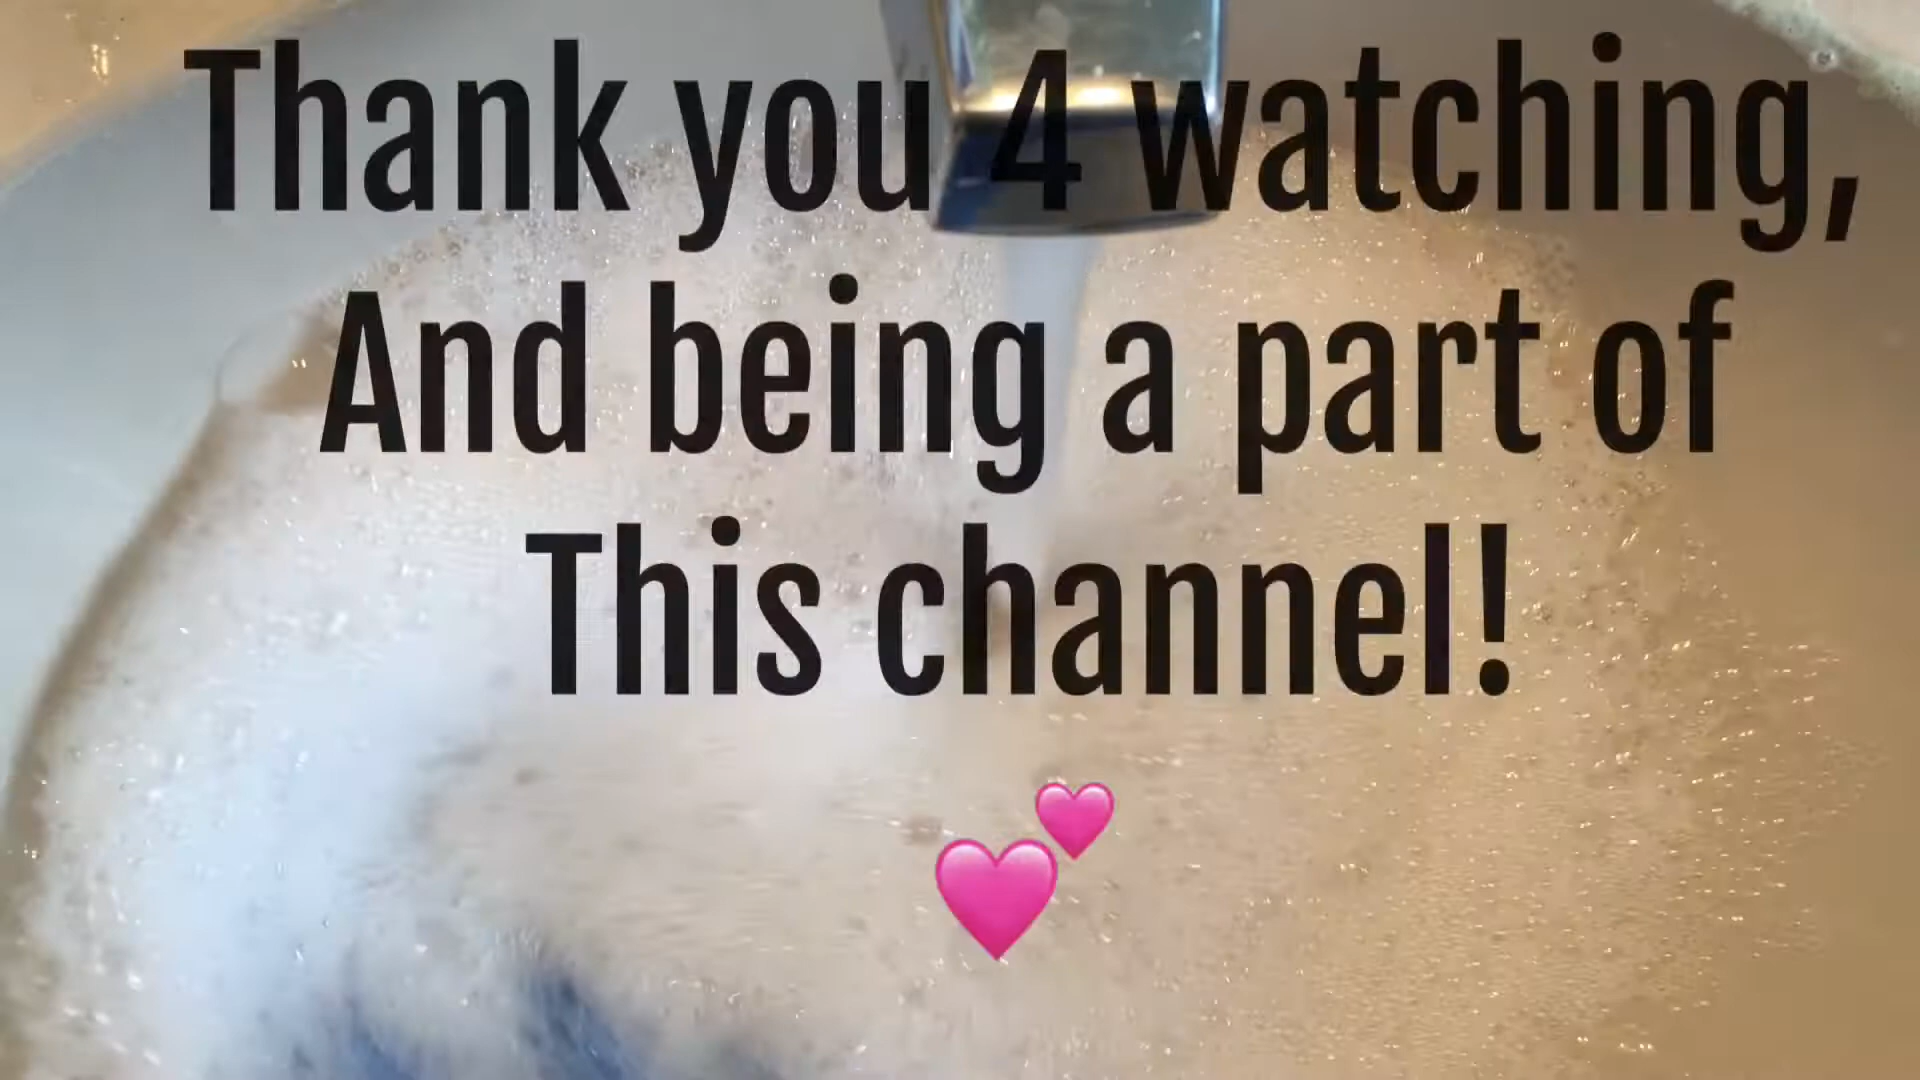 Thank you 4 watching,
And being a part of
This channel!
💕